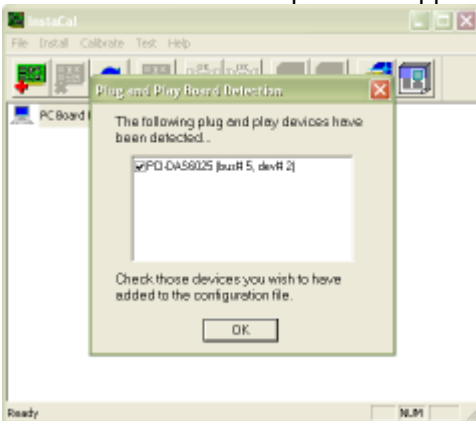 InstaCal
File Install Calibrate Test Help
PC Board
Plug and Play Board Detection
The following plug and play devices have
been detected...
PCI-DAS6025 (bus# 5, dev# 2)
Check those devices you wish to have
added to the configuration file.
OK
Ready NUM